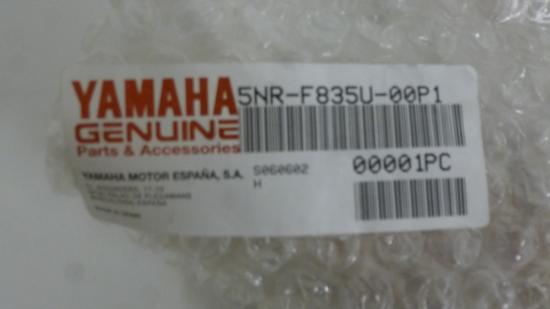 YAMAHA
5NR-F835U-00P1
GENUINE
Parts & Accessories
YAMAHA MOTOR ESPAÑA, S.A.
S060602
H
00001PC